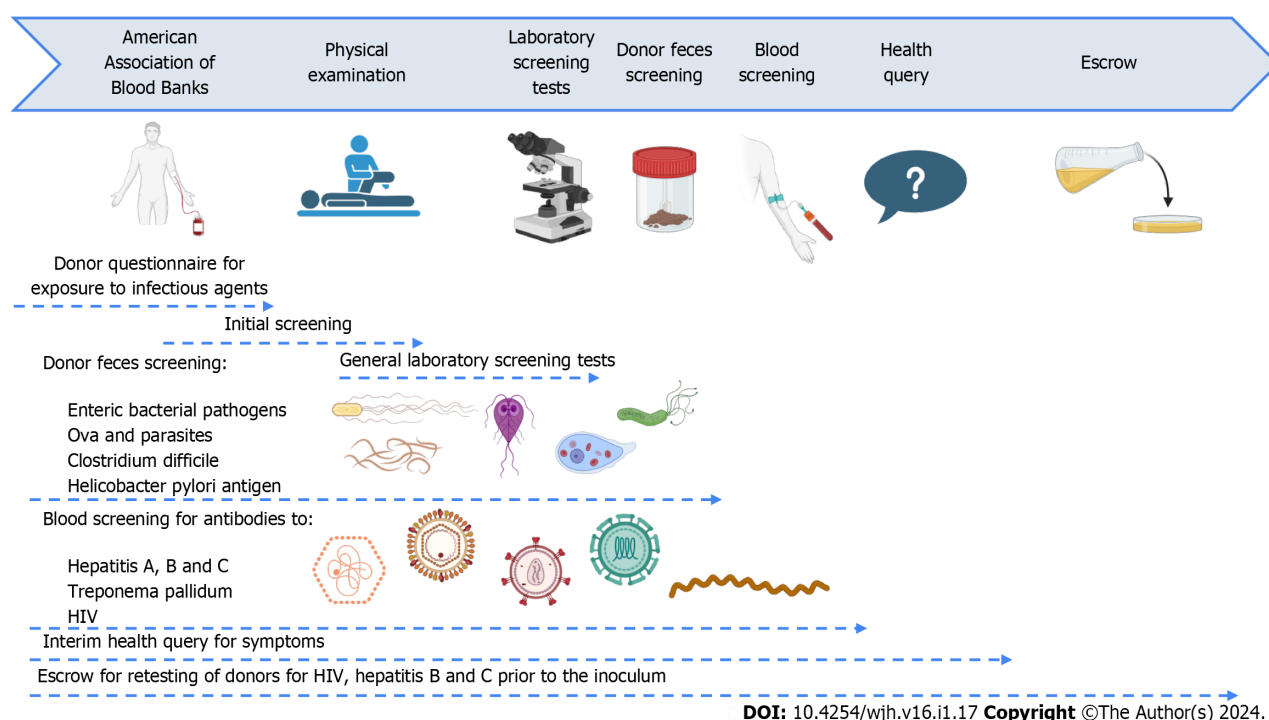 American
Association of
Blood Banks
Physical
examination
Laboratory
screening
tests
Donor feces
screening
Blood
screening
Health
query
Escrow
?
Donor questionnaire for
exposure to infectious agents
Initial screening
General laboratory screening tests
Donor feces screening:
Enteric bacterial pathogens
Ova and parasites
Clostridium difficile
Helicobacter pylori antigen
Blood screening for antibodies to:
Hepatitis A, B and C
Treponema pallidum
HIV
Interim health query for symptoms
Escrow for retesting of donors for HIV, hepatitis B and C prior to the inoculum
DOI: 10.4254/wjh.v16.i1.17 Copyright ©The Author(s) 2024.